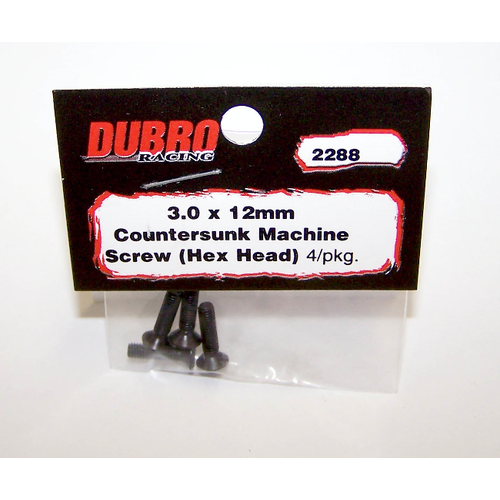 DUBRO
RACING
2288
3.0 x 12mm
Countersunk Machine
Screw (Hex Head) 4/pkg.